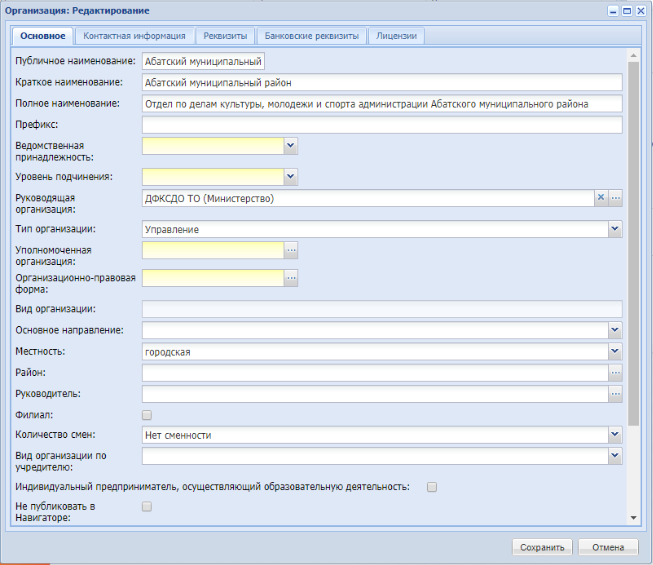 Организация: Редактирование
Основное Контактная информация Реквизиты Банковские реквизиты Лицензии
Публичное наименование: Абатский муниципальный
Краткое наименование: Абатский муниципальный район
Полное наименование: Отдел по делам культуры, молодежи и спорта администрации Абатского муниципального района
Префикс:
Ведомственная
принадлежность:
Уровень подчинения:
Руководящая
организация: ДФКСДО ТО (Министерство)
Тип организации: Управление
Уполномоченная
организация:
Организационно-правовая
форма:
Вид организации:
Основное направление:
Местность: городская
Район:
Руководитель:
Филиал:
Количество смен: Нет сменности
Вид организации по
учредителю:
Индивидуальный предприниматель, осуществляющий образовательную деятельность:
Не публиковать в
Навигаторе:
Сохранить Отмена